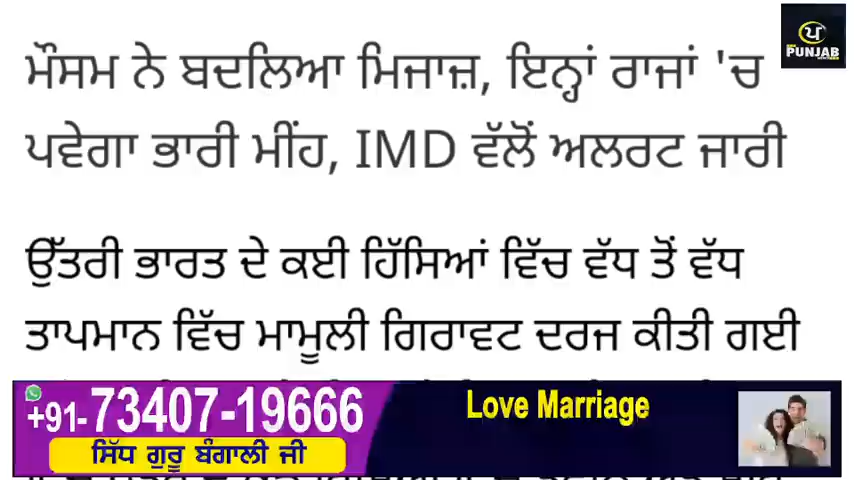 ਪ
PUNJAB
ਮੌਸਮ ਨੇ ਬਦਲਿਆ ਮਿਜਾਜ਼, ਇਨ੍ਹਾਂ ਰਾਜਾਂ 'ਚ
ਪਵੇਗਾ ਭਾਰੀ ਮੀਂਹ, IMD ਵੱਲੋਂ ਅਲਰਟ ਜਾਰੀ
ਉੱਤਰੀ ਭਾਰਤ ਦੇ ਕਈ ਹਿੱਸਿਆਂ ਵਿੱਚ ਵੱਧ ਤੋਂ ਵੱਧ
ਤਾਪਮਾਨ ਵਿੱਚ ਮਾਮੂਲੀ ਗਿਰਾਵਟ ਦਰਜ ਕੀਤੀ ਗਈ
+91-73407-19666
ਸਿੱਧ ਗੁਰੂ ਬੰਗਾਲੀ ਜੀ
Love Marriage